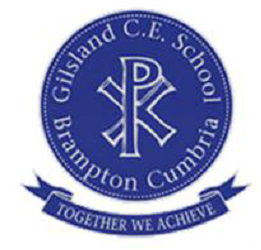 Gilsland C.E. School
Brampton Cumbria
TOGETHER WE ACHIEVE